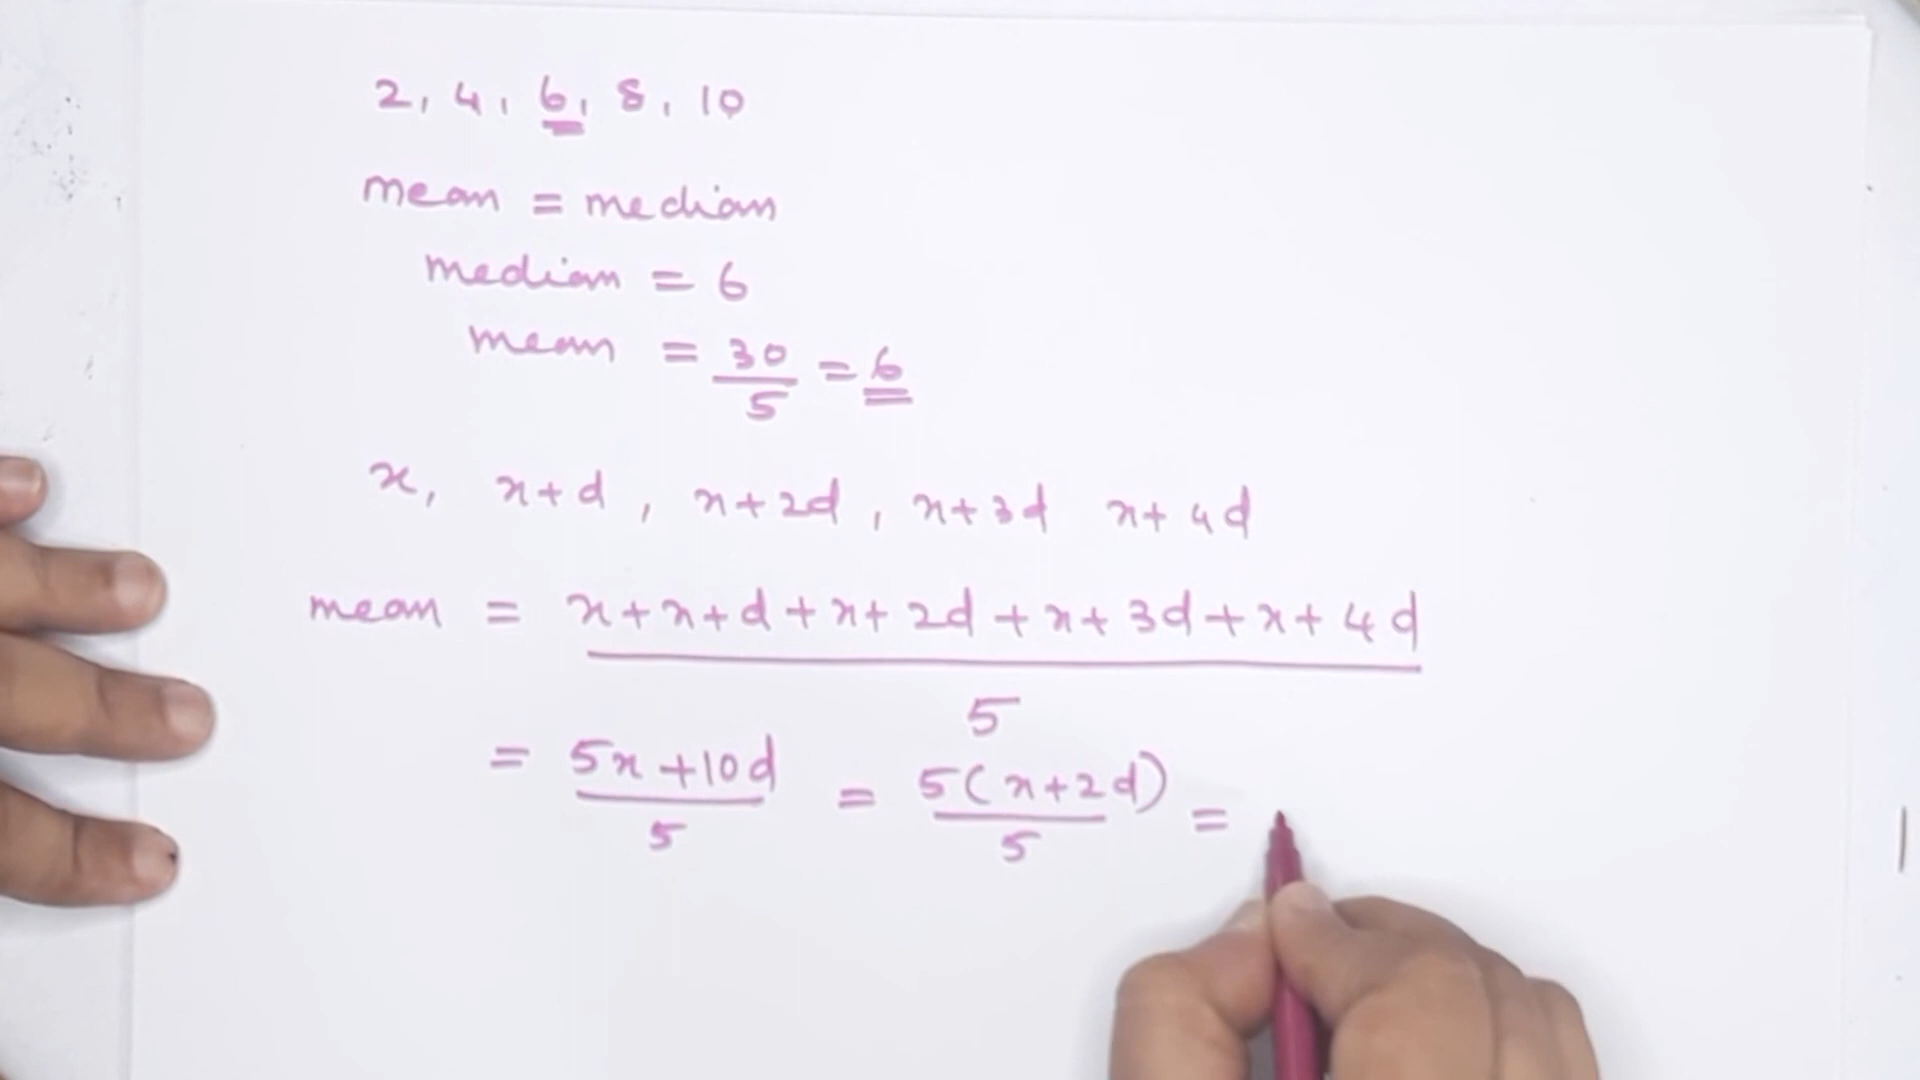 2, 4, 6, 8, 10
mean = median
median = 6
mean = 30/5 = 6
x, x+d, x+2d, x+3d x+4d
mean = x+x+d+x+2d+x+3d+x+4d
5
= 5x+10d/5 = 5(x+2d)/5 =